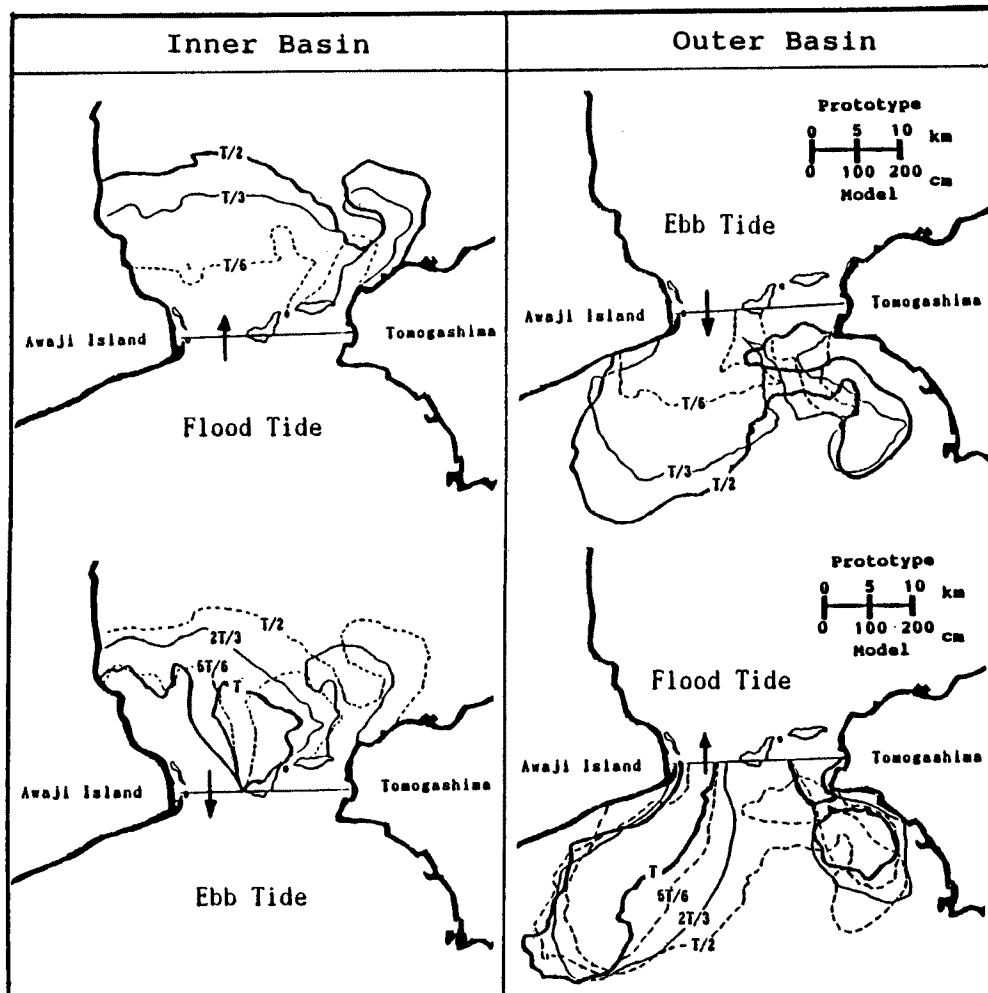 Inner Basin
Outer Basin
T/2
T/3
T/6
Awaji Island
Tomogashima
Flood Tide
Prototype
0 5 10 km
0 100 200 cm
Model
Ebb Tide
Awaji Island
Tomogashima
T/6
T/3
T/2
T/2
2T/3
5T/6
T
Awaji Island
Tomogashima
Ebb Tide
Prototype
0 5 10 km
0 100 200 cm
Model
Flood Tide
Awaji Island
Tomogashima
T
5T/6
2T/3
T/2